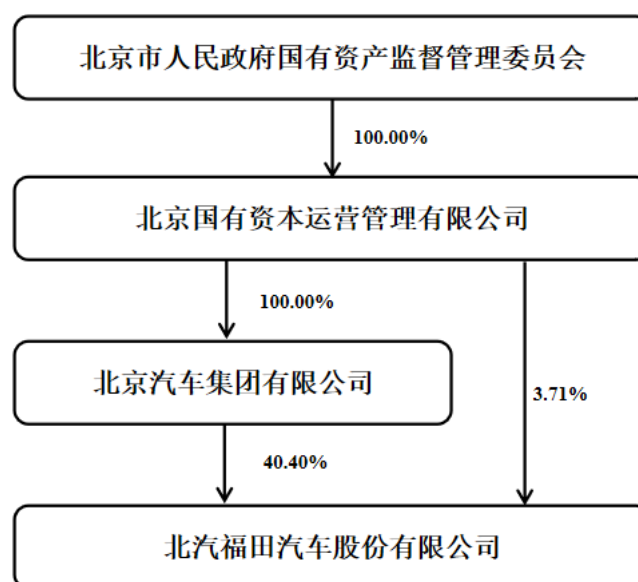 北京市人民政府国有资产监督管理委员会
100.00%
北京国有资本运营管理有限公司
100.00%
北京汽车集团有限公司
3.71%
40.40%
北汽福田汽车股份有限公司